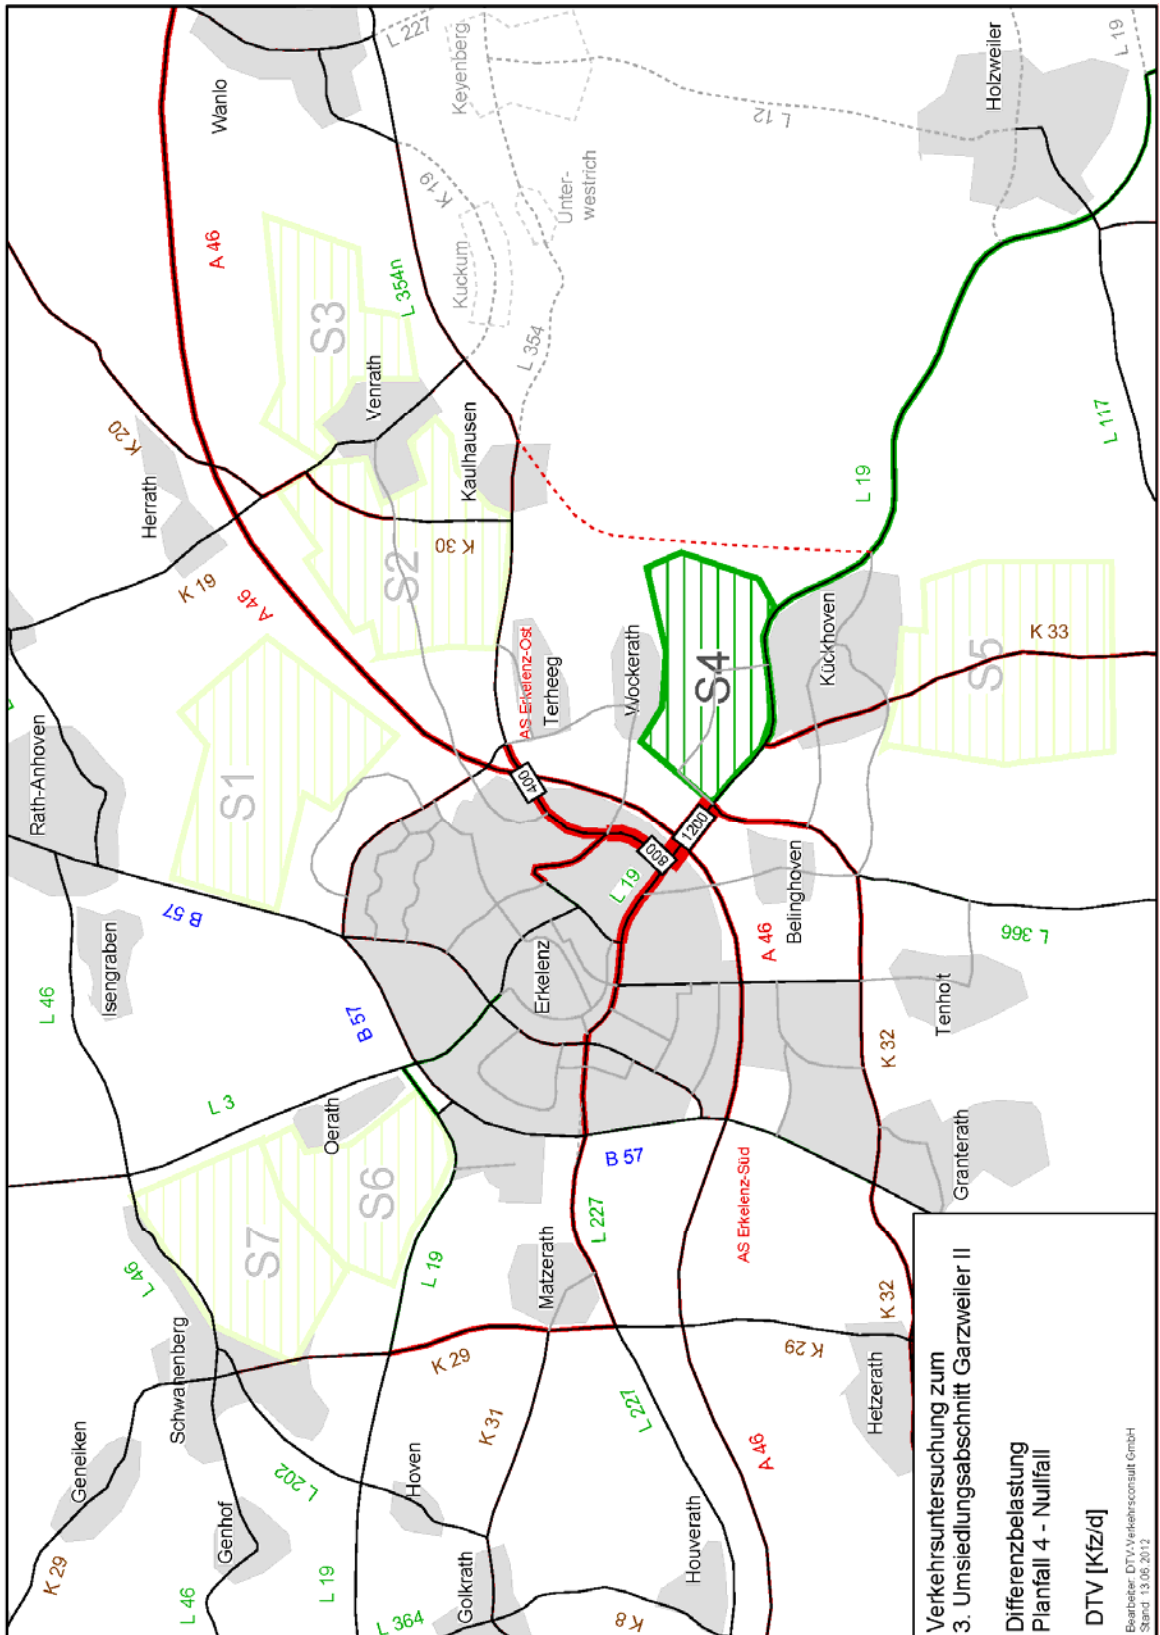 Verkehrsuntersuchung zum
3. Umsiedlungsabschnitt Garzweiler II
Differenzbelastung
Planfall 4 - Nullfall
DTV [Kfz/d]
Bearbeiter: DTV-Verkehrsconsult GmbH
Stand 13.06.2012
Wanlo
L 227
Keyenberg
L 12
Holzweiler
L 19
A 46
K 19
Unter-
westrich
Kuckum
L 354n
L 354
S3
Venrath
K 20
Herrath
Kaulhausen
L 19
L 117
K 30
S2
K 19
A 46
AS Erkelenz-Ost
Terheeg
Wockerath
S4
Kückhoven
K 33
S5
Rath-Anhoven
S1
400
1200
800
L 19
Belinghoven
B 57
Isengraben
L 46
A 46
L 366
Erkelenz
Tenholt
B 57
K 32
L 3
Oerath
B 57
Granterath
S6
S7
AS Erkelenz-Süd
L 227
L 19
Matzerath
L 46
K 32
Schwanenberg
K 29
K 29
Hetzerath
K 31
L 227
A 46
Geneiken
L 202
Hoven
Genhof
K 29
Houverath
L 19
L 46
Golkrath
L 364
K 8